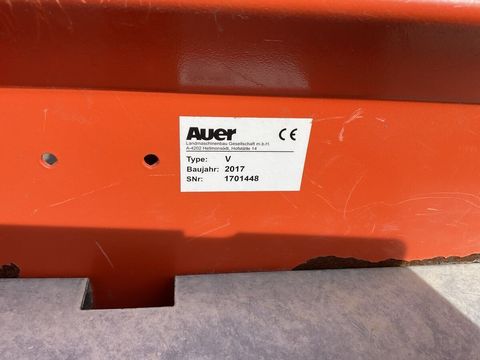 Auer CE
Landmaschinenbau Gesellschaft m.b.H.
A-4202 Hellmonsödt, Hofstätte 14
Type: V
Baujahr: 2017
SNr: 1701448